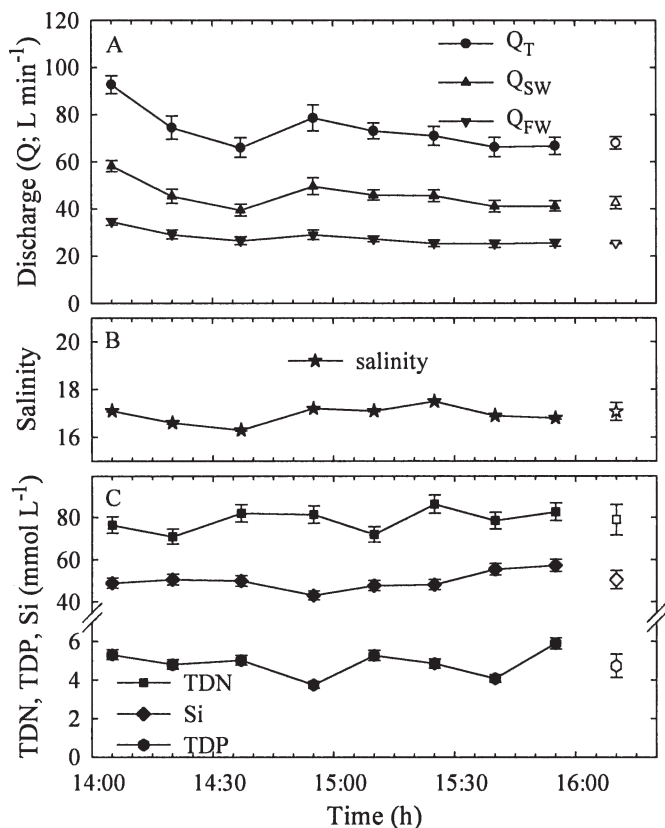 120
100
80
60
40
20
0
Discharge (Q; L min⁻¹)
A
Q_T
Q_SW
Q_FW
20
18
16
Salinity
B
salinity
80
60
40
6
4
2
0
TDN, TDP, Si (mmol L⁻¹)
C
TDN
Si
TDP
14:00 14:30 15:00 15:30 16:00
Time (h)